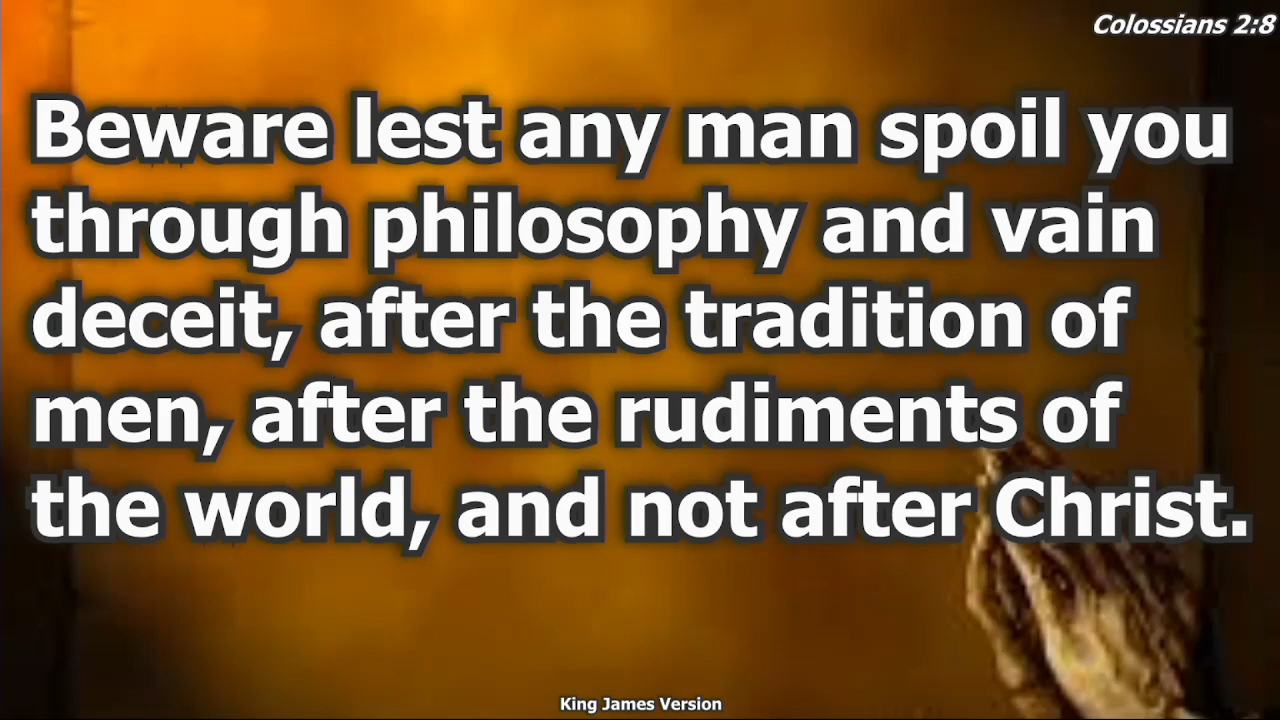 Colossians 2:8
Beware lest any man spoil you
through philosophy and vain
deceit, after the tradition of
men, after the rudiments of
the world, and not after Christ.
King James Version